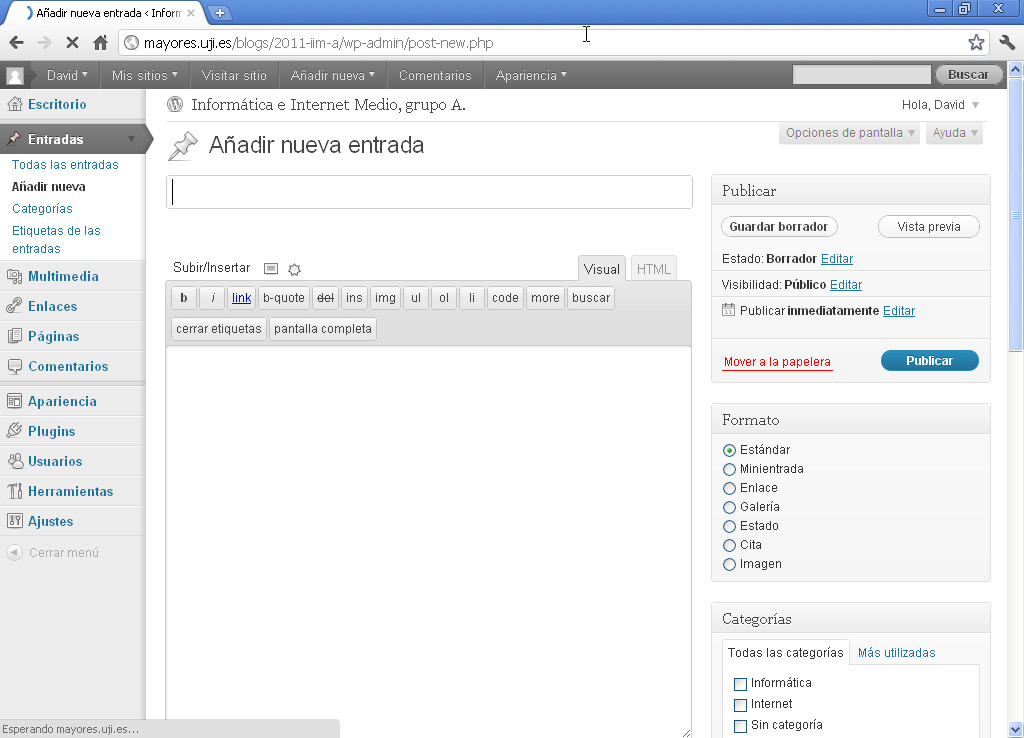 Añadir nueva entrada ‹ Inform
mayores.uji.es/blogs/2011-iim-a/wp-admin/post-new.php
David Mis sitios Visitar sitio Añadir nueva Comentarios Apariencia Buscar
Escritorio
Entradas
Todas las entradas
Añadir nueva
Categorías
Etiquetas de las
entradas
Multimedia
Enlaces
Páginas
Comentarios
Apariencia
Plugins
Usuarios
Herramientas
Ajustes
Cerrar menú
Informática e Internet Medio, grupo A.
Hola, David
Opciones de pantalla Ayuda
Añadir nueva entrada
Subir/Insertar
Visual HTML
b i link b-quote del ins img ul ol li code more buscar
cerrar etiquetas pantalla completa
Publicar
Guardar borrador Vista previa
Estado: Borrador Editar
Visibilidad: Público Editar
Publicar inmediatamente Editar
Mover a la papelera Publicar
Formato
Estándar
Minientrada
Enlace
Galería
Estado
Cita
Imagen
Categorías
Todas las categorías Más utilizadas
Informática
Internet
Sin categoría
Esperando mayores.uji.es...